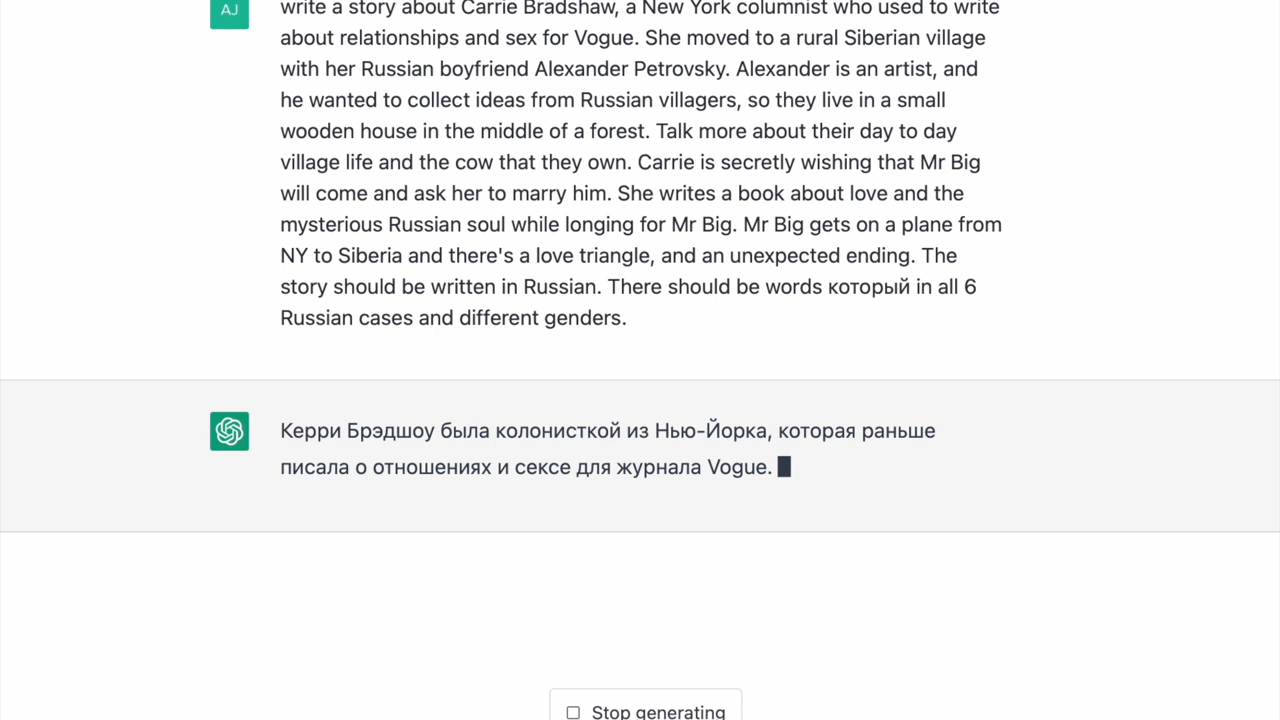 AJ
write a story about Carrie Bradshaw, a New York columnist who used to write
about relationships and sex for Vogue. She moved to a rural Siberian village
with her Russian boyfriend Alexander Petrovsky. Alexander is an artist, and
he wanted to collect ideas from Russian villagers, so they live in a small
wooden house in the middle of a forest. Talk more about their day to day
village life and the cow that they own. Carrie is secretly wishing that Mr Big
will come and ask her to marry him. She writes a book about love and the
mysterious Russian soul while longing for Mr Big. Mr Big gets on a plane from
NY to Siberia and there's a love triangle, and an unexpected ending. The
story should be written in Russian. There should be words который in all 6
Russian cases and different genders.
Керри Брэдшоу была колонисткой из Нью-Йорка, которая раньше
писала о отношениях и сексе для журнала Vogue.
Stop generating